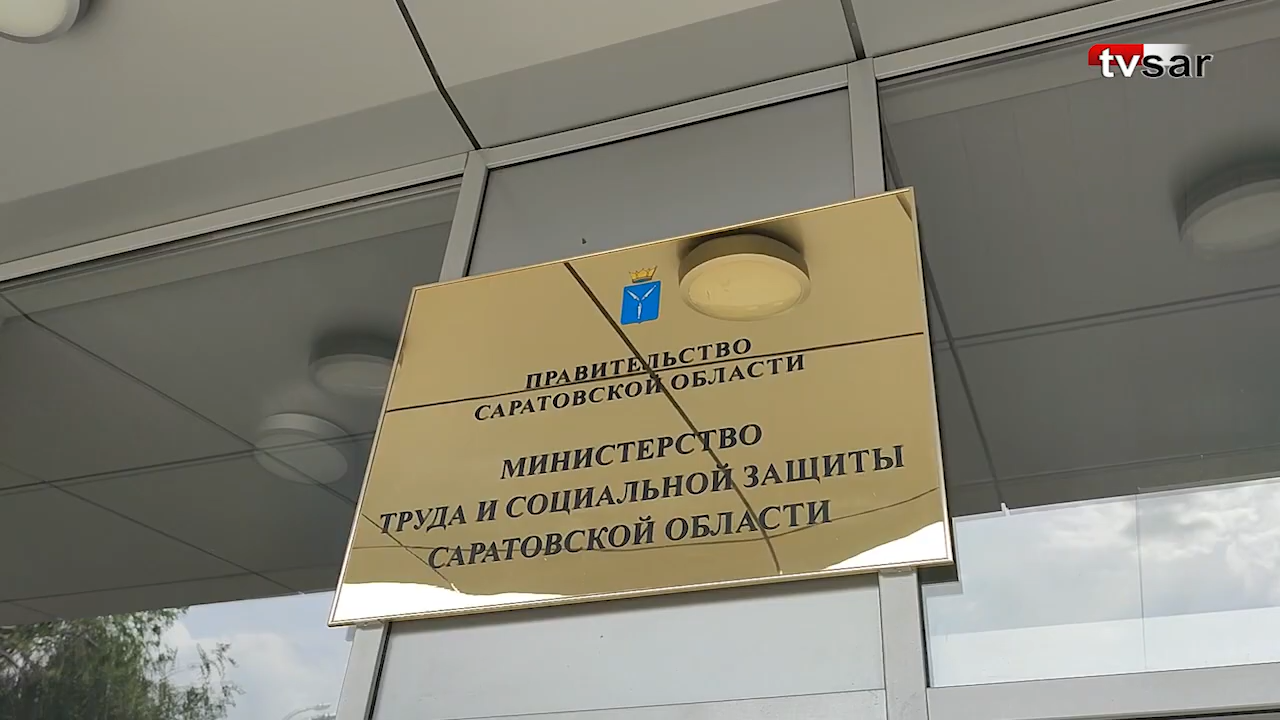 tvsar
ПРАВИТЕЛЬСТВО
САРАТОВСКОЙ ОБЛАСТИ
МИНИСТЕРСТВО
ТРУДА И СОЦИАЛЬНОЙ ЗАЩИТЫ
САРАТОВСКОЙ ОБЛАСТИ